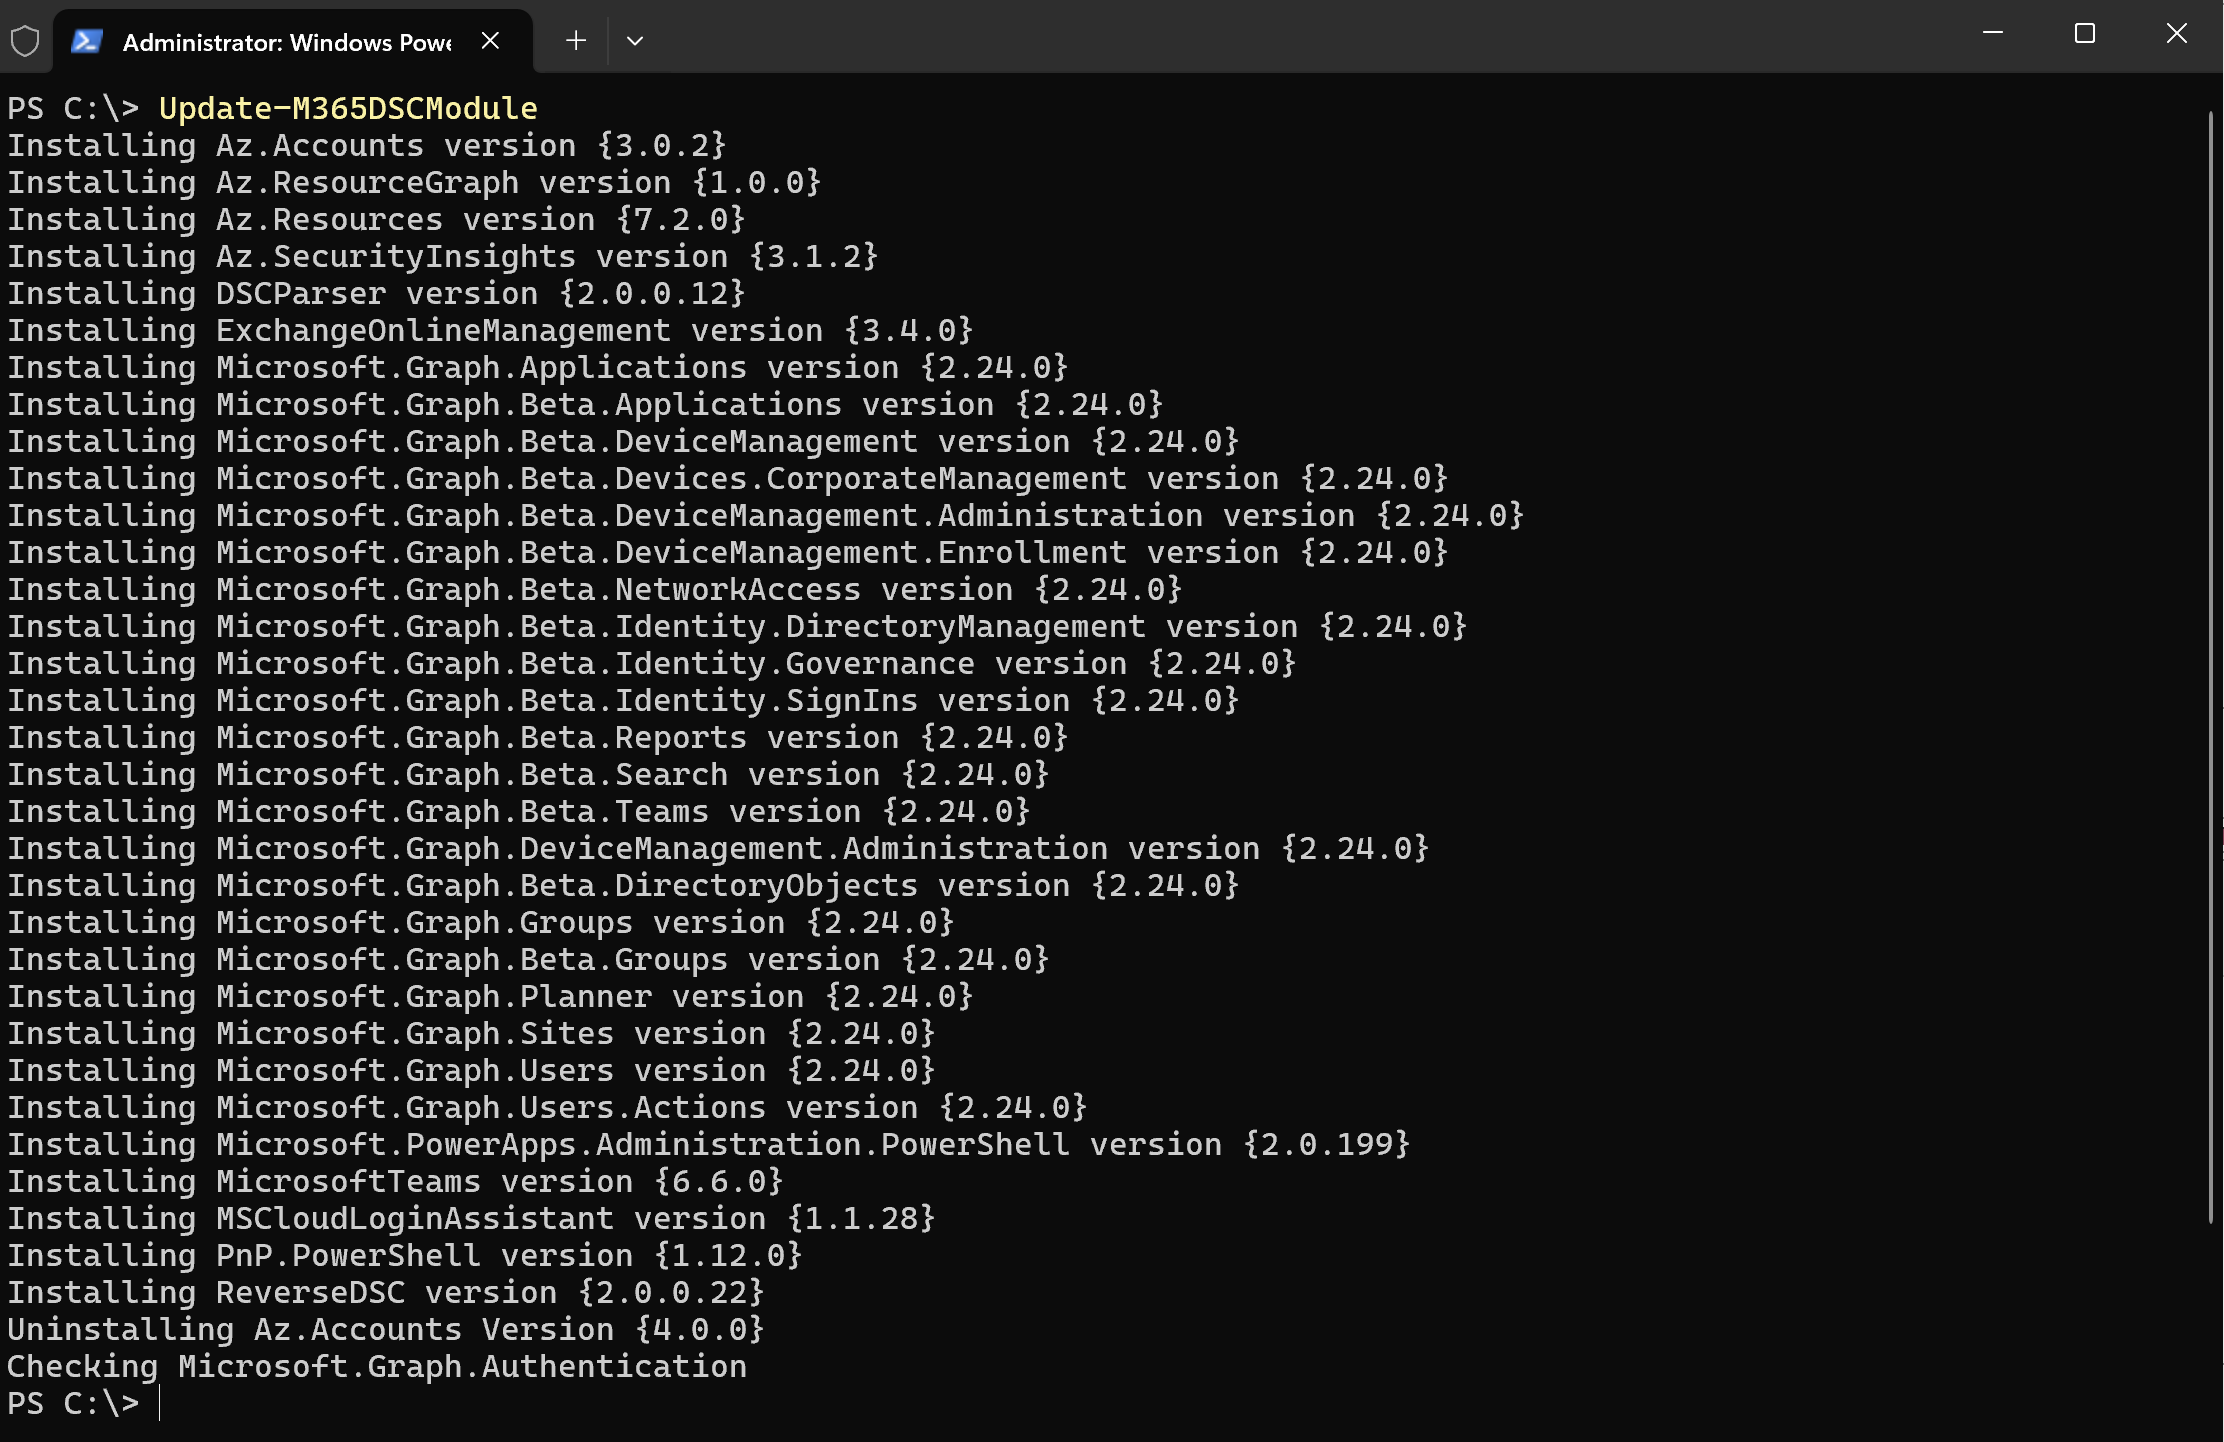 Administrator: Windows Powe
PS C:\> Update-M365DSCModule
Installing Az.Accounts version {3.0.2}
Installing Az.ResourceGraph version {1.0.0}
Installing Az.Resources version {7.2.0}
Installing Az.SecurityInsights version {3.1.2}
Installing DSCParser version {2.0.0.12}
Installing ExchangeOnlineManagement version {3.4.0}
Installing Microsoft.Graph.Applications version {2.24.0}
Installing Microsoft.Graph.Beta.Applications version {2.24.0}
Installing Microsoft.Graph.Beta.DeviceManagement version {2.24.0}
Installing Microsoft.Graph.Beta.Devices.CorporateManagement version {2.24.0}
Installing Microsoft.Graph.Beta.DeviceManagement.Administration version {2.24.0}
Installing Microsoft.Graph.Beta.DeviceManagement.Enrollment version {2.24.0}
Installing Microsoft.Graph.Beta.NetworkAccess version {2.24.0}
Installing Microsoft.Graph.Beta.Identity.DirectoryManagement version {2.24.0}
Installing Microsoft.Graph.Beta.Identity.Governance version {2.24.0}
Installing Microsoft.Graph.Beta.Identity.SignIns version {2.24.0}
Installing Microsoft.Graph.Beta.Reports version {2.24.0}
Installing Microsoft.Graph.Beta.Search version {2.24.0}
Installing Microsoft.Graph.Beta.Teams version {2.24.0}
Installing Microsoft.Graph.DeviceManagement.Administration version {2.24.0}
Installing Microsoft.Graph.Beta.DirectoryObjects version {2.24.0}
Installing Microsoft.Graph.Groups version {2.24.0}
Installing Microsoft.Graph.Beta.Groups version {2.24.0}
Installing Microsoft.Graph.Planner version {2.24.0}
Installing Microsoft.Graph.Sites version {2.24.0}
Installing Microsoft.Graph.Users version {2.24.0}
Installing Microsoft.Graph.Users.Actions version {2.24.0}
Installing Microsoft.PowerApps.Administration.PowerShell version {2.0.199}
Installing MicrosoftTeams version {6.6.0}
Installing MSCloudLoginAssistant version {1.1.28}
Installing PnP.PowerShell version {1.12.0}
Installing ReverseDSC version {2.0.0.22}
Uninstalling Az.Accounts Version {4.0.0}
Checking Microsoft.Graph.Authentication
PS C:\>